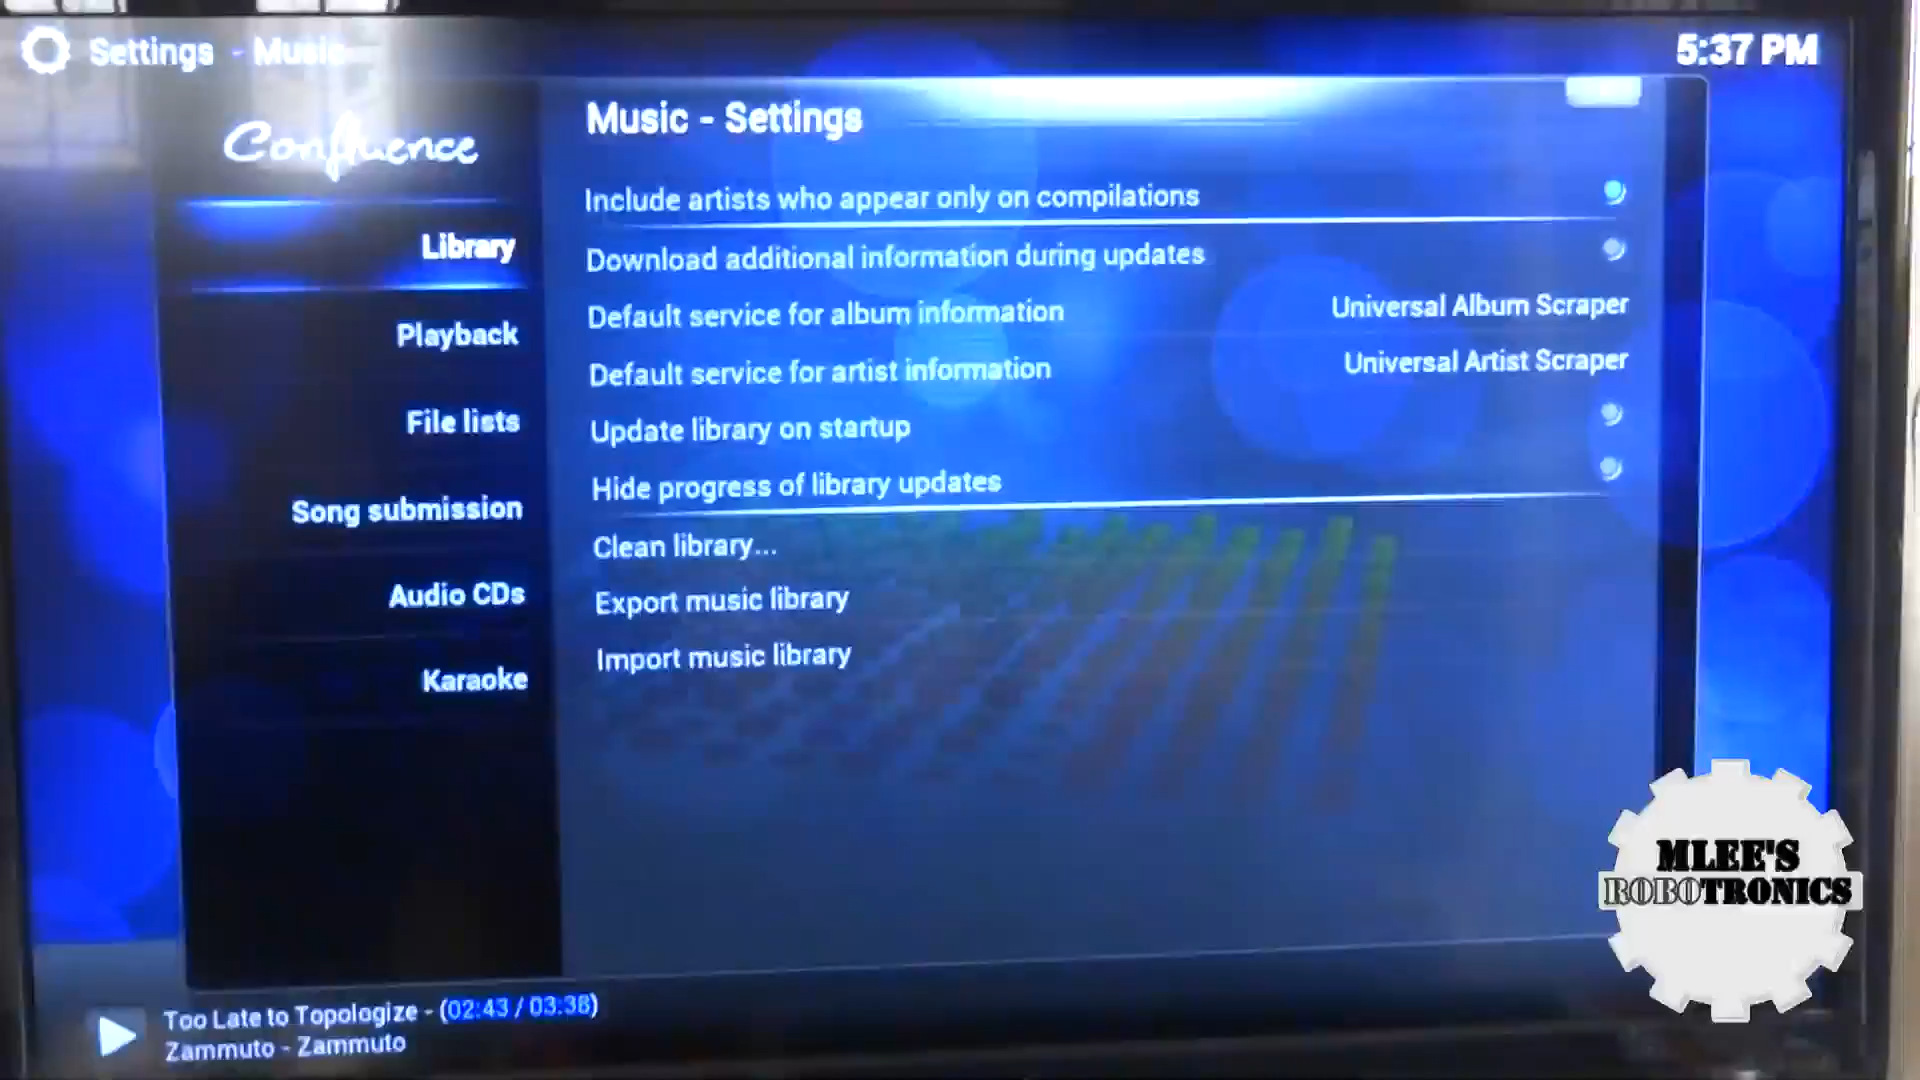 Settings - Music
5:37 PM
Confluence
Music - Settings
Library
Playback
File lists
Song submission
Audio CDs
Karaoke
Include artists who appear only on compilations
Download additional information during updates
Default service for album information Universal Album Scraper
Default service for artist information Universal Artist Scraper
Update library on startup
Hide progress of library updates
Clean library...
Export music library
Import music library
MLEE'S
ROBOTRONICS
Too Late to Topologize - (02:43 / 03:38)
Zammuto - Zammuto